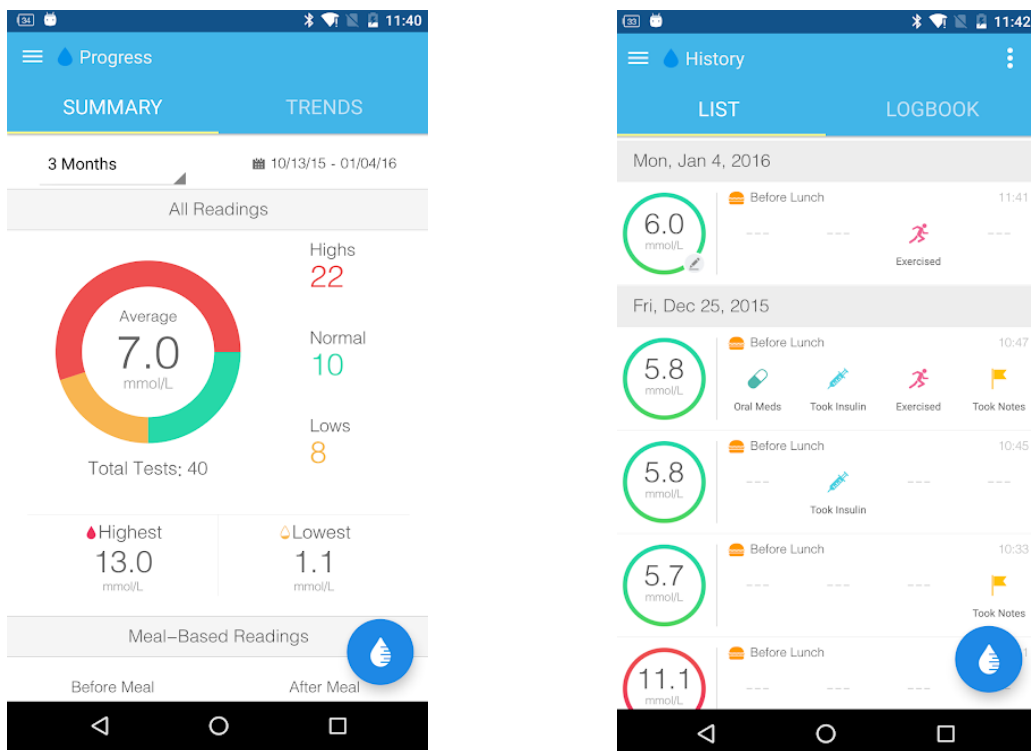 34
11:40
Progress
SUMMARY
TRENDS
3 Months
10/13/15 - 01/04/16
All Readings
Average
7.0
mmol/L
Highs
22
Normal
10
Lows
8
Total Tests: 40
Highest
13.0
mmol/L
Lowest
1.1
mmol/L
Meal-Based Readings
Before Meal
After Meal
33
11:42
History
LIST
LOGBOOK
Mon, Jan 4, 2016
6.0
mmol/L
Before Lunch
11:41
---
---
Exercised
---
Fri, Dec 25, 2015
5.8
mmol/L
Before Lunch
10:47
Oral Meds
Took Insulin
Exercised
Took Notes
5.8
mmol/L
Before Lunch
10:45
---
Took Insulin
---
---
5.7
mmol/L
Before Lunch
10:33
---
---
---
Took Notes
11.1
mmol/L
Before Lunch
---
---
---